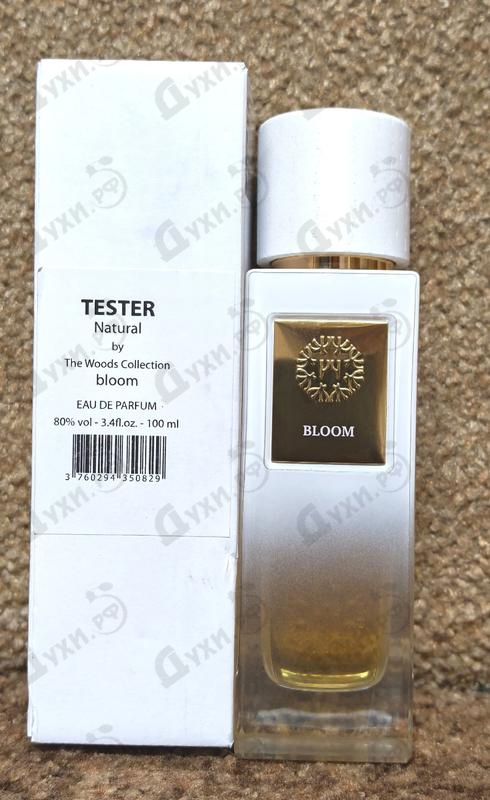 TESTER
Natural
by
The Woods Collection
bloom
EAU DE PARFUM
80% vol - 3.4fl.oz. - 100 ml
3 760294 350829
BLOOM
Духи.рф